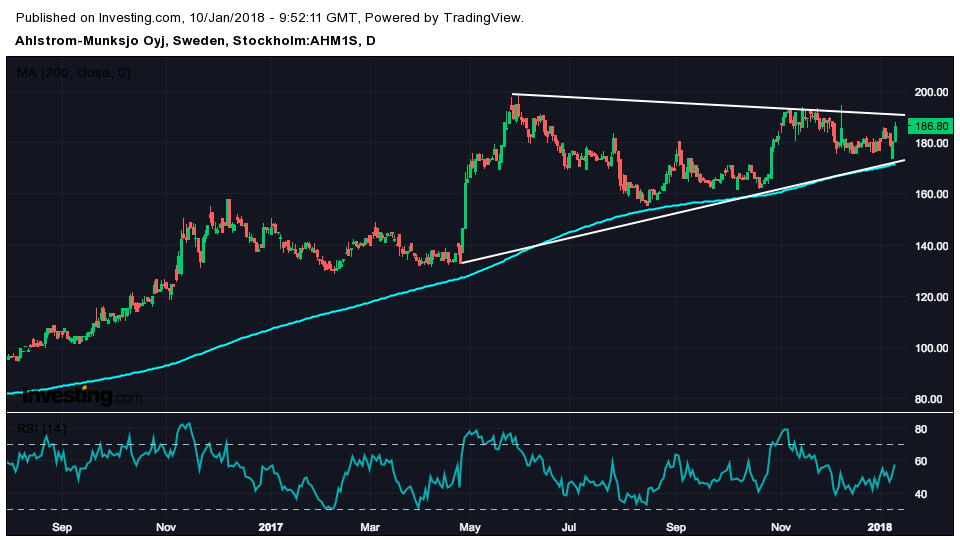 Published on Investing.com, 10/Jan/2018 - 9:52:11 GMT, Powered by TradingView.
Ahlstrom-Munksjo Oyj, Sweden, Stockholm:AHM1S, D
MA (200, close, 0)
200.00
186.80
180.00
160.00
140.00
120.00
100.00
80.00
Investing.com
RSI (14)
80
60
40
Sep Nov 2017 Mar May Jul Sep Nov 2018